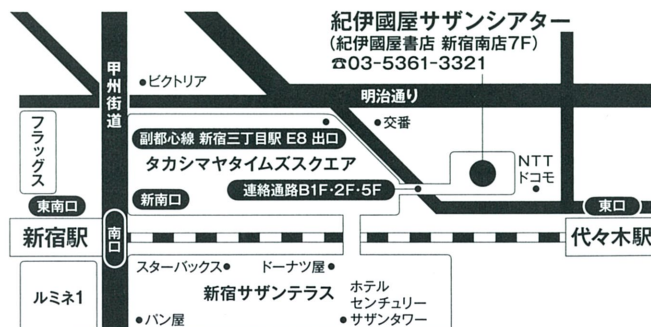 紀伊國屋サザンシアター
(紀伊國屋書店 新宿南店7F)
☎03-5361-3321
甲州街道
•ビクトリア
明治通り
•交番
フラッグス
副都心線 新宿三丁目駅 E8 出口
タカシマヤタイムズスクエア
NTT
ドコモ
•
連絡通路B1F･2F･5F
東南口
新南口
東口
新宿駅
南口
代々木駅
スターバックス•
ドーナツ屋•
ルミネ1
新宿サザンテラス
ホテル
センチュリー
•サザンタワー
•パン屋